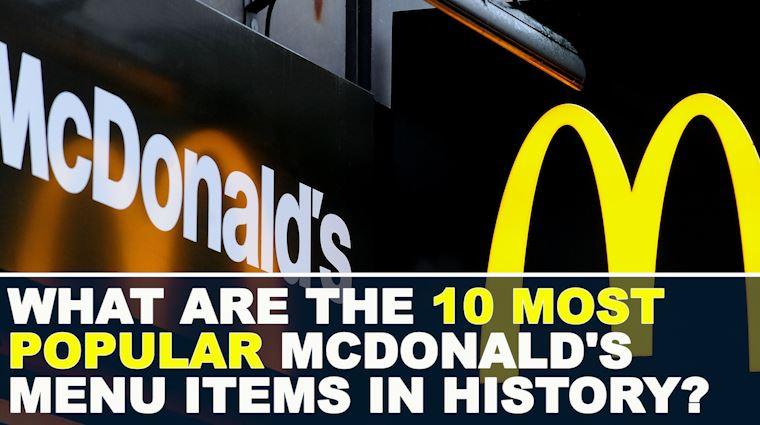 McDonald's
WHAT ARE THE 10 MOST
POPULAR MCDONALD'S
MENU ITEMS IN HISTORY?